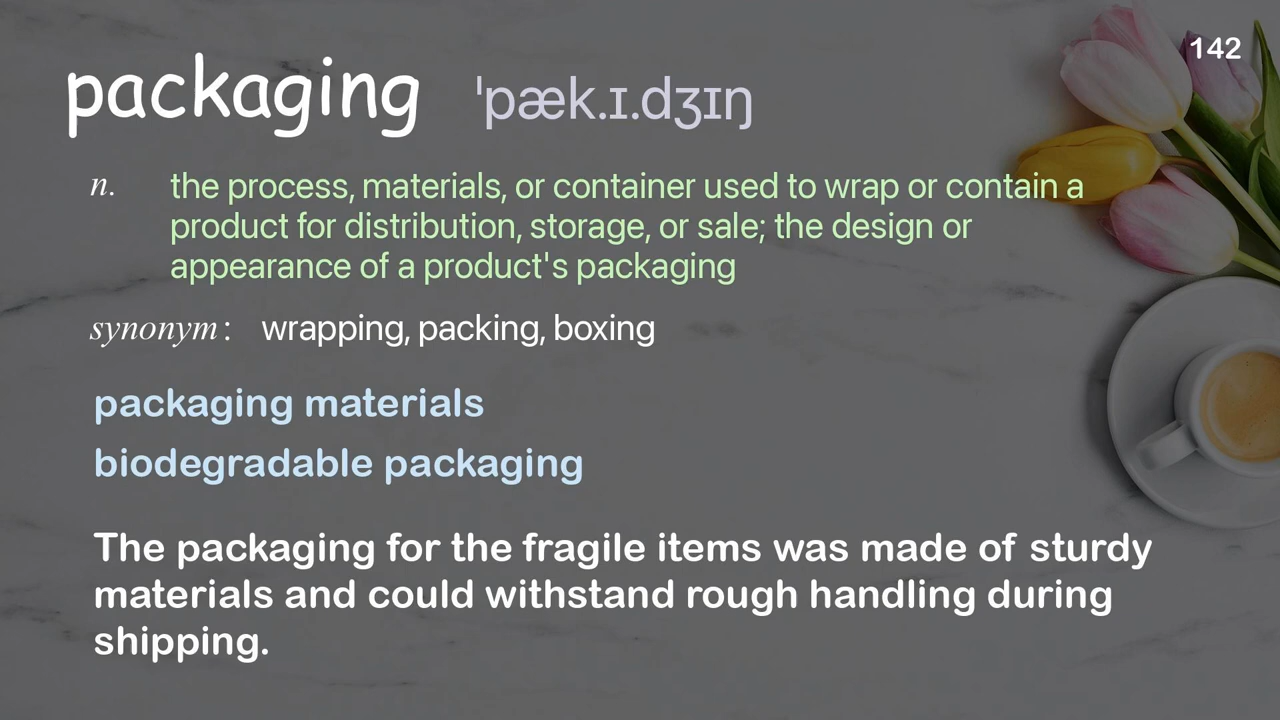 142
packaging ˈpæk.ɪ.dʒɪŋ
n. the process, materials, or container used to wrap or contain a
product for distribution, storage, or sale; the design or
appearance of a product's packaging
synonym: wrapping, packing, boxing
packaging materials
biodegradable packaging
The packaging for the fragile items was made of sturdy
materials and could withstand rough handling during
shipping.